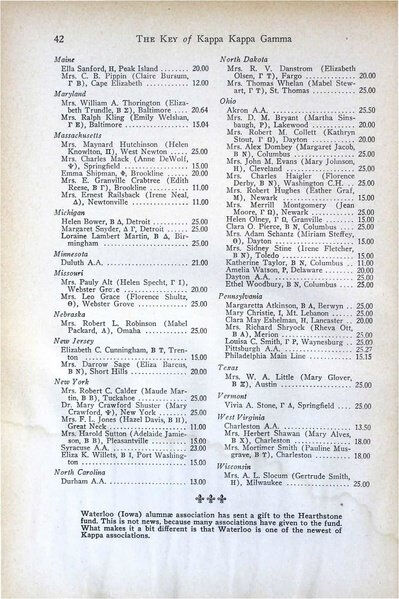 42 THE KEY of KAPPA KAPPA GAMMA
Maine
Ella Sanford, H, Peak Island ....... 20.00
Mrs. C. B. Pippin (Claire Bursum,
Γ B), Cape Elizabeth ............ 12.00
Maryland
Mrs. William A. Thorington (Eliza-
beth Trundle, B Σ), Baltimore .... 20.64
Mrs. Ralph Kling (Emily Welshan,
Γ E), Baltimore ................. 15.04
Massachusetts
Mrs. Maynard Hutchinson (Helen
Knowlton, II), West Newton ..... 25.00
Mrs. Charles Mack (Anne DeWolf,
Ψ), Springfield ................. 15.00
Emma Shipman, Φ, Brookline ..... 20.00
Mrs. E. Granville Crabtree (Edith
Reese, B Γ), Brookline .......... 11.00
Mrs. Ernest Railsback (Irene Neal,
Δ), Newtonville ................. 11.00
Michigan
Helen Bower, B Δ, Detroit ....... 25.00
Margaret Snyder, Δ Γ, Detroit .... 25.00
Loraine Lambert Martin, B Δ, Bir-
mingham ........................ 25.00
Minnesota
Duluth A.A. ..................... 21.00
Missouri
Mrs. Pauly Alt (Helen Specht, Γ I),
Webster Grove ................... 20.00
Mrs. Leo Grace (Florence Shultz,
Θ), Webster Grove ............... 25.00
Nebraska
Mrs. Robert L. Robinson (Mabel
Packard, Δ), Omaha .............. 25.00
New Jersey
Elizabeth C. Cunningham, B T, Tren-
ton ............................. 15.00
Mrs. Darrow Sage (Eliza Barcus,
B N), Short Hills ............... 20.00
New York
Mrs. Robert C. Calder (Maude Mar-
tin, B B), Tuckahoe ............. 25.00
Dr. Mary Crawford Shuster (Mary
Crawford, Ψ), New York .......... 25.00
Mrs. F. L. Jones (Hazel Davis, B H),
Great Neck ...................... 11.00
Mrs. Harold Sutton (Adelaide Jamie-
son, B B), Pleasantville ........ 15.00
Syracuse A.A. ................... 23.00
Eliza K. Willets, B I, Port Washing-
ton ............................. 15.00
North Carolina
Durham A.A. ..................... 13.00
North Dakota
Mrs. R. V. Danstrom (Elizabeth
Olsen, Γ T), Fargo .............. 20.00
Mrs. Thomas Whelan (Mabel Stew-
art, Γ T), St. Thomas ........... 25.00
Ohio
Akron A.A. ...................... 25.50
Mrs. D. M. Bryant (Martha Sins-
baugh, P), Lakewood ............. 20.00
Mrs. Robert M. Collett (Kathryn
Stout, Γ Ω), Dayton ............. 20.00
Mrs. Alex Dombey (Margaret Jacob,
B N), Columbus .................. 25.00
Mrs. John M. Evans (Mary Johnson,
H), Cleveland ................... 25.00
Mrs. Charles Haigler (Florence
Derby, B N), Washington C.H. .... 25.00
Mrs. Robert Hughes (Esther Graf,
M), Newark ...................... 15.00
Mrs. Merrill Montgomery (Jean
Moore, Γ Ω), Newark ............. 25.00
Helen Olney, Γ Ω, Granville ..... 15.00
Clara O. Pierce, B N, Columbus .. 25.00
Mrs. Adam Schantz (Miriam Steffey,
Θ), Dayton ...................... 15.00
Mrs. Sidney Stine (Irene Fletcher,
B N), Toledo .................... 15.00
Katherine Taylor, B N, Columbus .. 11.00
Amelia Watson, P, Delaware ...... 20.00
Dayton A.A. ..................... 25.00
Ethel Woodbury, B N, Columbus ... 25.00
Pennsylvania
Margaretta Atkinson, B A, Berwyn .. 25.00
Mary Christie, I, Mt. Lebanon .... 25.00
Clara May Eshelman, H, Lancaster .. 20.00
Mrs. Richard Shryock (Rheva Ott,
B A), Merion .................... 25.00
Louisa C. Smith, Γ P, Waynesburg .. 25.00
Pittsburgh A.A. ................. 25.27
Philadelphia Main Line .......... 15.15
Texas
Mrs. W. A. Little (Mary Glover,
B Ξ), Austin .................... 25.00
Vermont
Vivia A. Stone, Γ Λ, Springfield .... 25.00
West Virginia
Charleston A.A. ................. 13.50
Mrs. Herbert Shawan (Mary Alves,
B X), Charleston ................ 18.00
Mrs. Mortimer Smith (Pauline Mus-
grave, B T), Charleston ......... 18.00
Wisconsin
Mrs. A. L. Slocum (Gertrude Smith,
H), Milwaukee ................... 25.00
Waterloo (Iowa) alumnæ association has sent a gift to the Hearthstone
fund. This is not news, because many associations have given to the fund.
What makes it a bit different is that Waterloo is one of the newest of
Kappa associations.